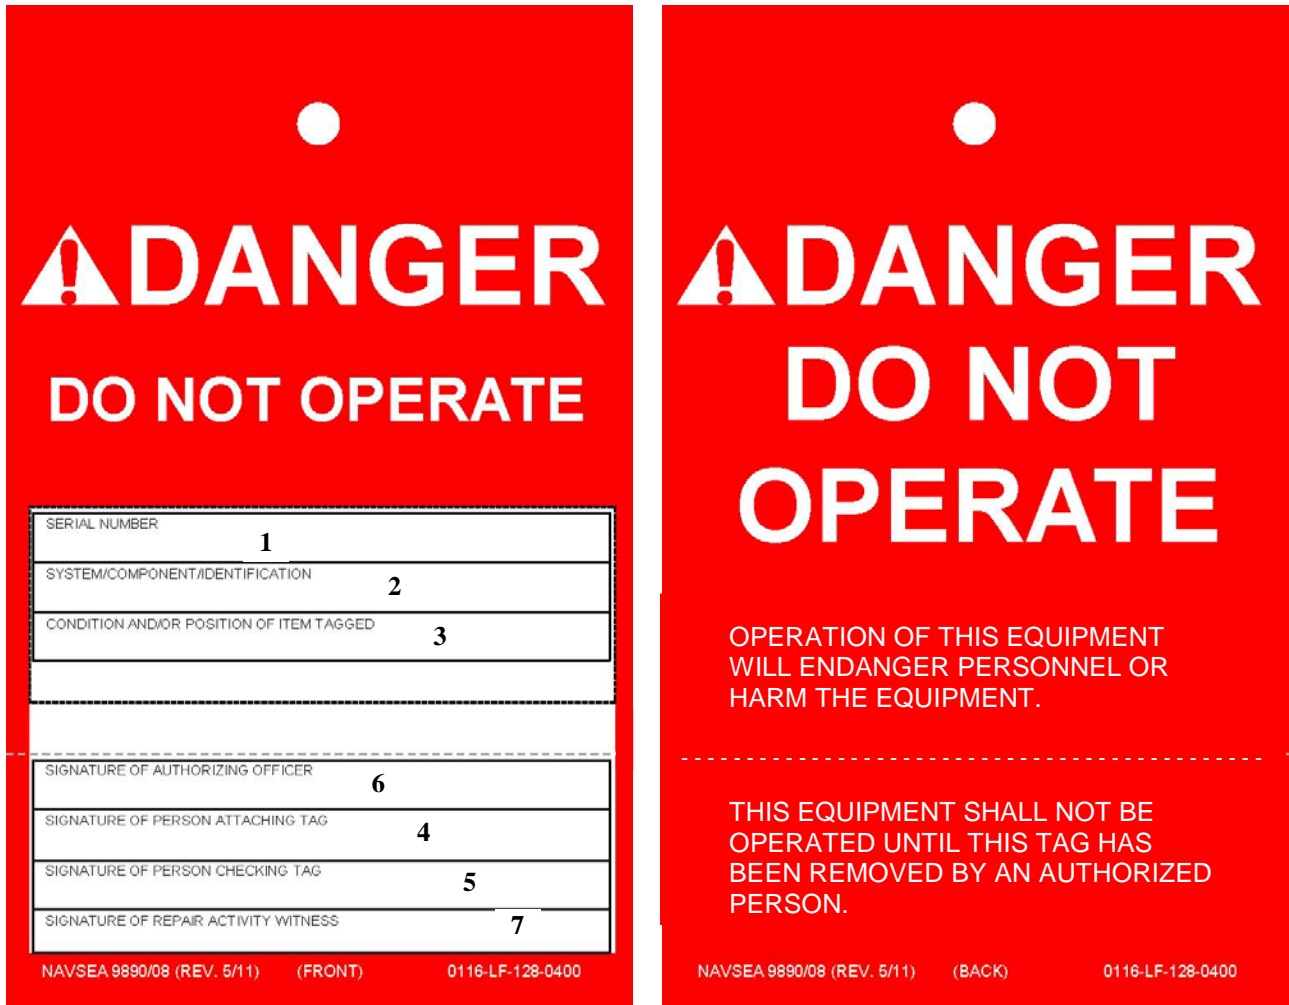 DANGER
DO NOT OPERATE
SERIAL NUMBER
1
SYSTEM/COMPONENT/IDENTIFICATION
2
CONDITION AND/OR POSITION OF ITEM TAGGED
3
SIGNATURE OF AUTHORIZING OFFICER
6
SIGNATURE OF PERSON ATTACHING TAG
4
SIGNATURE OF PERSON CHECKING TAG
5
SIGNATURE OF REPAIR ACTIVITY WITNESS
7
NAVSEA 9890/08 (REV. 5/11) (FRONT) 0116-LF-128-0400
DANGER
DO NOT
OPERATE
OPERATION OF THIS EQUIPMENT
WILL ENDANGER PERSONNEL OR
HARM THE EQUIPMENT.
THIS EQUIPMENT SHALL NOT BE
OPERATED UNTIL THIS TAG HAS
BEEN REMOVED BY AN AUTHORIZED
PERSON.
NAVSEA 9890/08 (REV. 5/11) (BACK) 0116-LF-128-0400